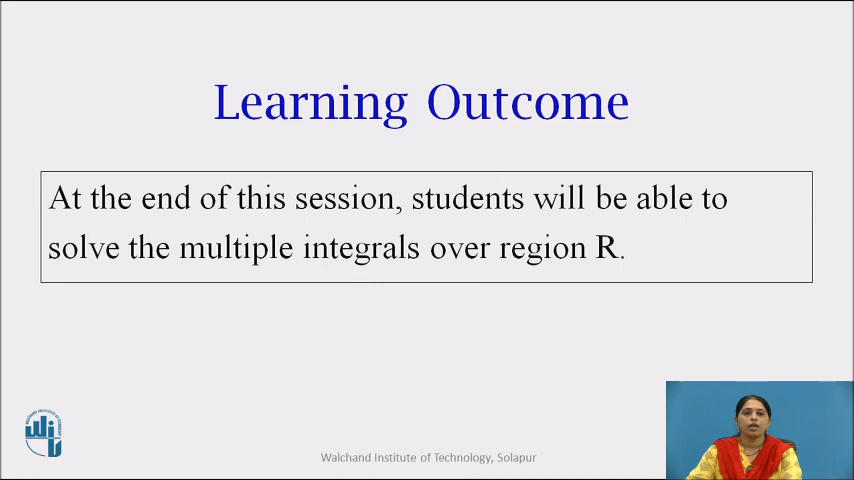 Learning Outcome
At the end of this session, students will be able to
solve the multiple integrals over region R.
Walchand Institute of Technology, Solapur